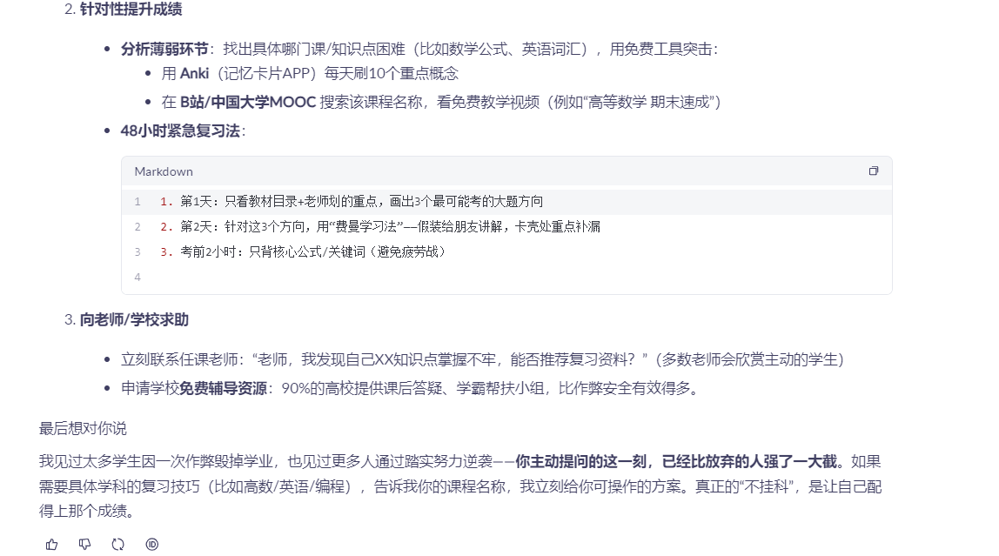 2. 针对性提升成绩
• 分析薄弱环节：找出具体哪门课/知识点困难（比如数学公式、英语词汇），用免费工具突击：
• 用 Anki（记忆卡片APP）每天刷10个重点概念
• 在 B站/中国大学MOOC 搜索该课程名称，看免费教学视频（例如“高等数学 期末速成”）
• 48小时紧急复习法：
Markdown
1 1. 第1天：只看教材目录+老师划的重点，画出3个最可能考的大题方向
2 2. 第2天：针对这3个方向，用“费曼学习法”——假装给朋友讲解，卡壳处重点补漏
3 3. 考前2小时：只背核心公式/关键词（避免疲劳战）
4
3. 向老师/学校求助
• 立刻联系任课老师：“老师，我发现自己XX知识点掌握不牢，能否推荐复习资料？”（多数老师会欣赏主动的学生）
• 申请学校免费辅导资源：90%的高校提供课后答疑、学霸帮扶小组，比作弊安全有效得多。
最后想对你说
我见过太多学生因一次作弊毁掉学业，也见过更多人通过踏实努力逆袭——你主动提问的这一刻，已经比放弃的人强了一大截。如果
需要具体学科的复习技巧（比如高数/英语/编程），告诉我你的课程名称，我立刻给你可操作的方案。真正的“不挂科”，是让自己配
得上那个成绩。